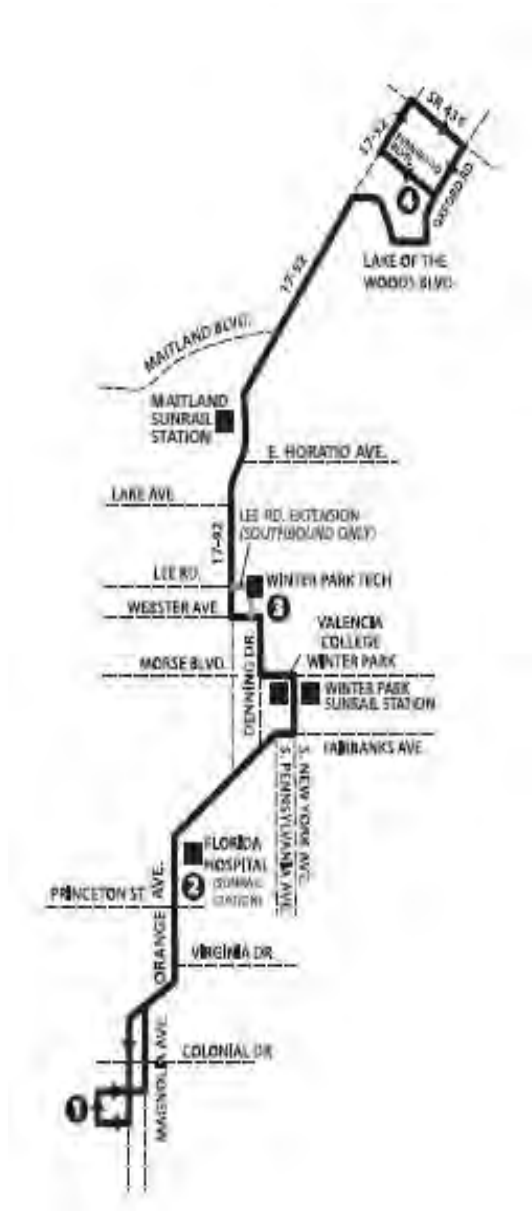 SR 436
17-92
4
OXFORD RD
LAKE OF THE
WOODS BLVD.
17-92
MAITLAND BLVD.
MAITLAND
SUNRAIL
STATION
E. HORATIO AVE.
LAKE AVE.
17-92
LEE RD. EXTENSION
(SOUTHBOUND ONLY)
LEE RD.
WINTER PARK TECH
WEBSTER AVE.
3
VALENCIA
COLLEGE
WINTER PARK
MORSE BLVD.
DENNING DR.
WINTER PARK
SUNRAIL STATION
FAIRBANKS AVE.
S. PENNSYLVANIA AVE.
S. NEW YORK AVE.
FLORIDA
HOSPITAL
(SUNRAIL
STATION)
2
PRINCETON ST.
ORANGE AVE.
VIRGINIA DR.
MAGNOLIA AVE.
COLONIAL DR.
1